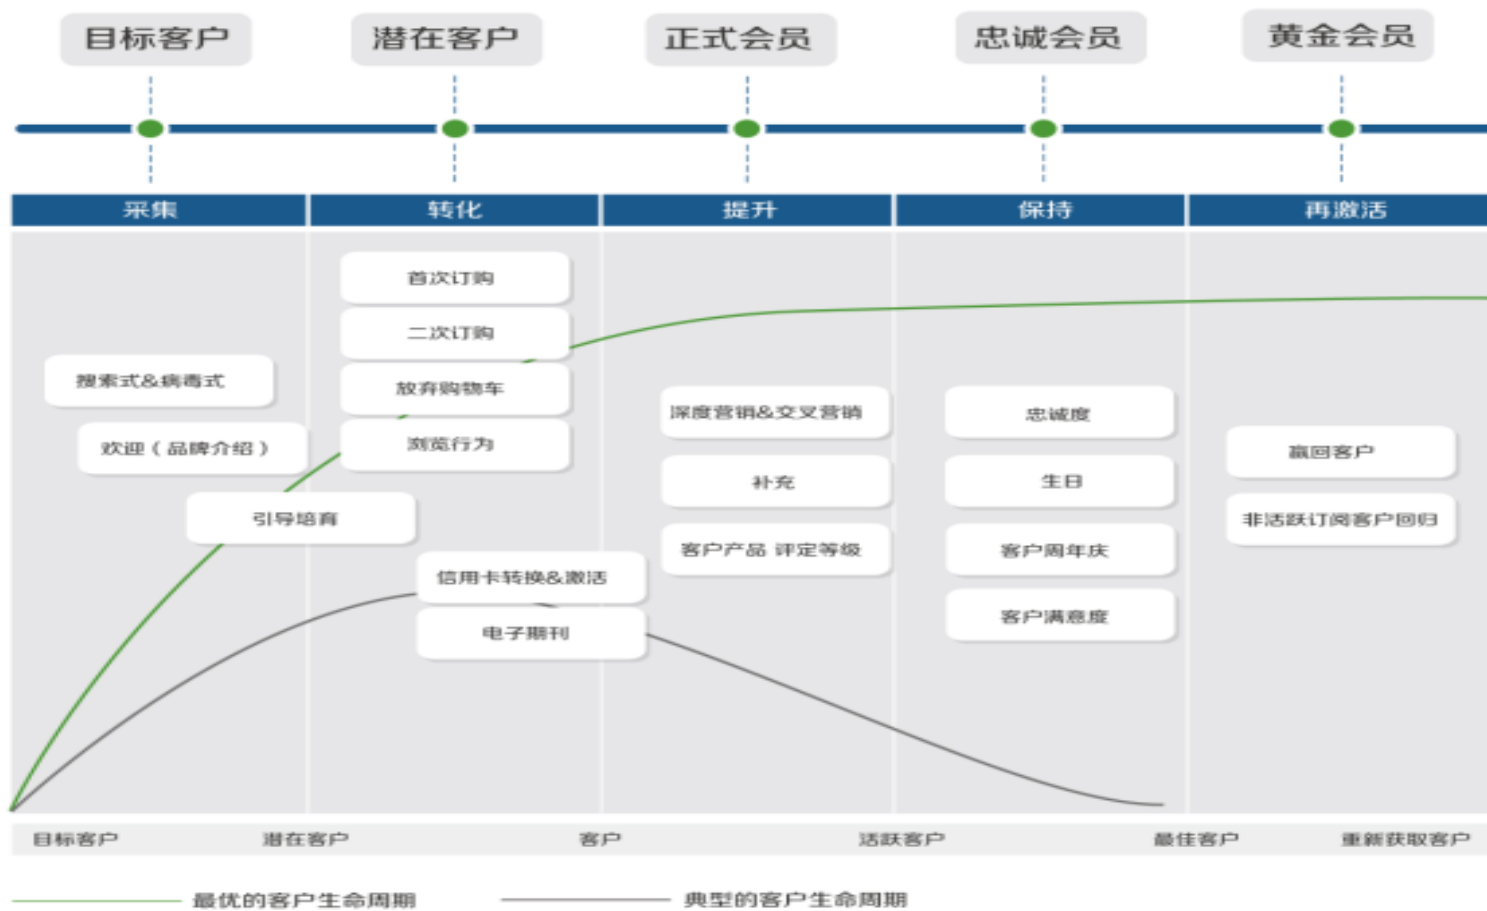 目标客户
潜在客户
正式会员
忠诚会员
黄金会员
采集
转化
提升
保持
再激活
搜索式&病毒式
欢迎（品牌介绍）
引导培育
首次订购
二次订购
放弃购物车
浏览行为
信用卡转换&激活
电子期刊
深度营销&交叉营销
补充
客户产品 评定等级
忠诚度
生日
客户周年庆
客户满意度
赢回客户
非活跃订阅客户回归
目标客户
潜在客户
客户
活跃客户
最佳客户
重新获取客户
最优的客户生命周期
典型的客户生命周期